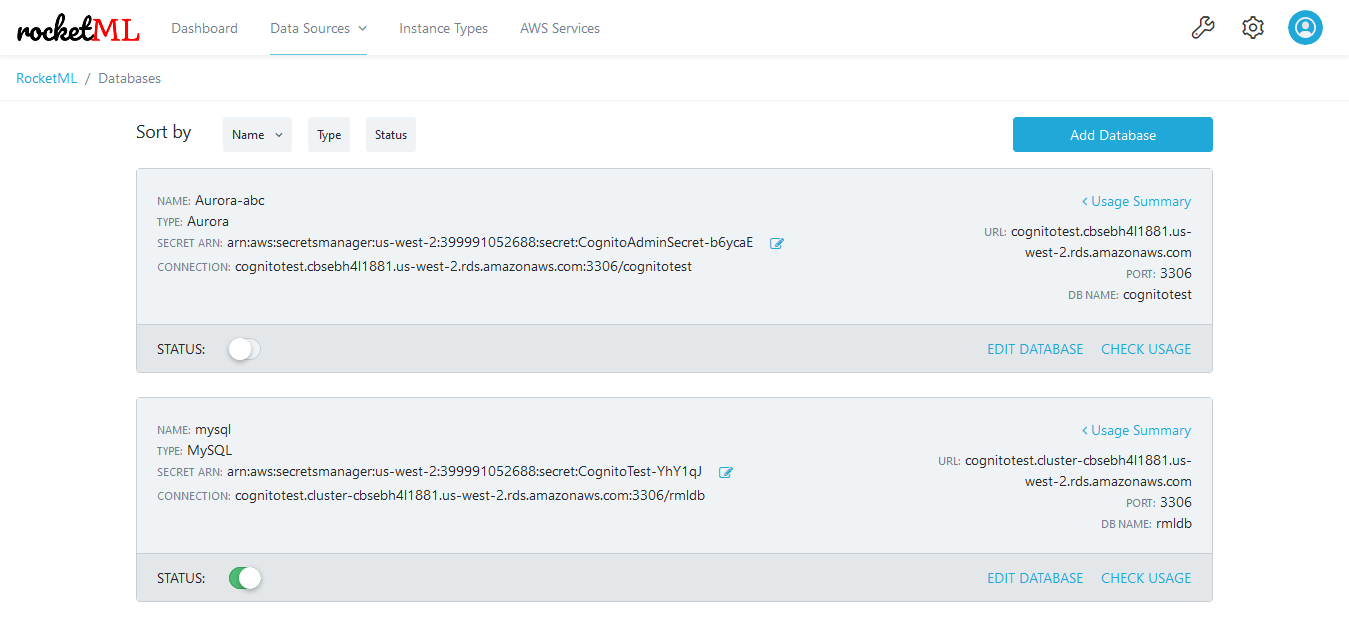 rocketML Dashboard Data Sources Instance Types AWS Services
RocketML / Databases
Sort by Name Type Status Add Database
NAME: Aurora-abc
TYPE: Aurora
SECRET ARN: arn:aws:secretsmanager:us-west-2:399991052688:secret:CognitoAdminSecret-b6ycaE
CONNECTION: cognitotest.cbsebh4l1881.us-west-2.rds.amazonaws.com:3306/cognitotest
Usage Summary
URL: cognitotest.cbsebh4l1881.us-
west-2.rds.amazonaws.com
PORT: 3306
DB NAME: cognitotest
STATUS: EDIT DATABASE CHECK USAGE
NAME: mysql
TYPE: MySQL
SECRET ARN: arn:aws:secretsmanager:us-west-2:399991052688:secret:CognitoTest-YhY1qJ
CONNECTION: cognitotest.cluster-cbsebh4l1881.us-west-2.rds.amazonaws.com:3306/rmldb
Usage Summary
URL: cognitotest.cluster-cbsebh4l1881.us-
west-2.rds.amazonaws.com
PORT: 3306
DB NAME: rmldb
STATUS: EDIT DATABASE CHECK USAGE